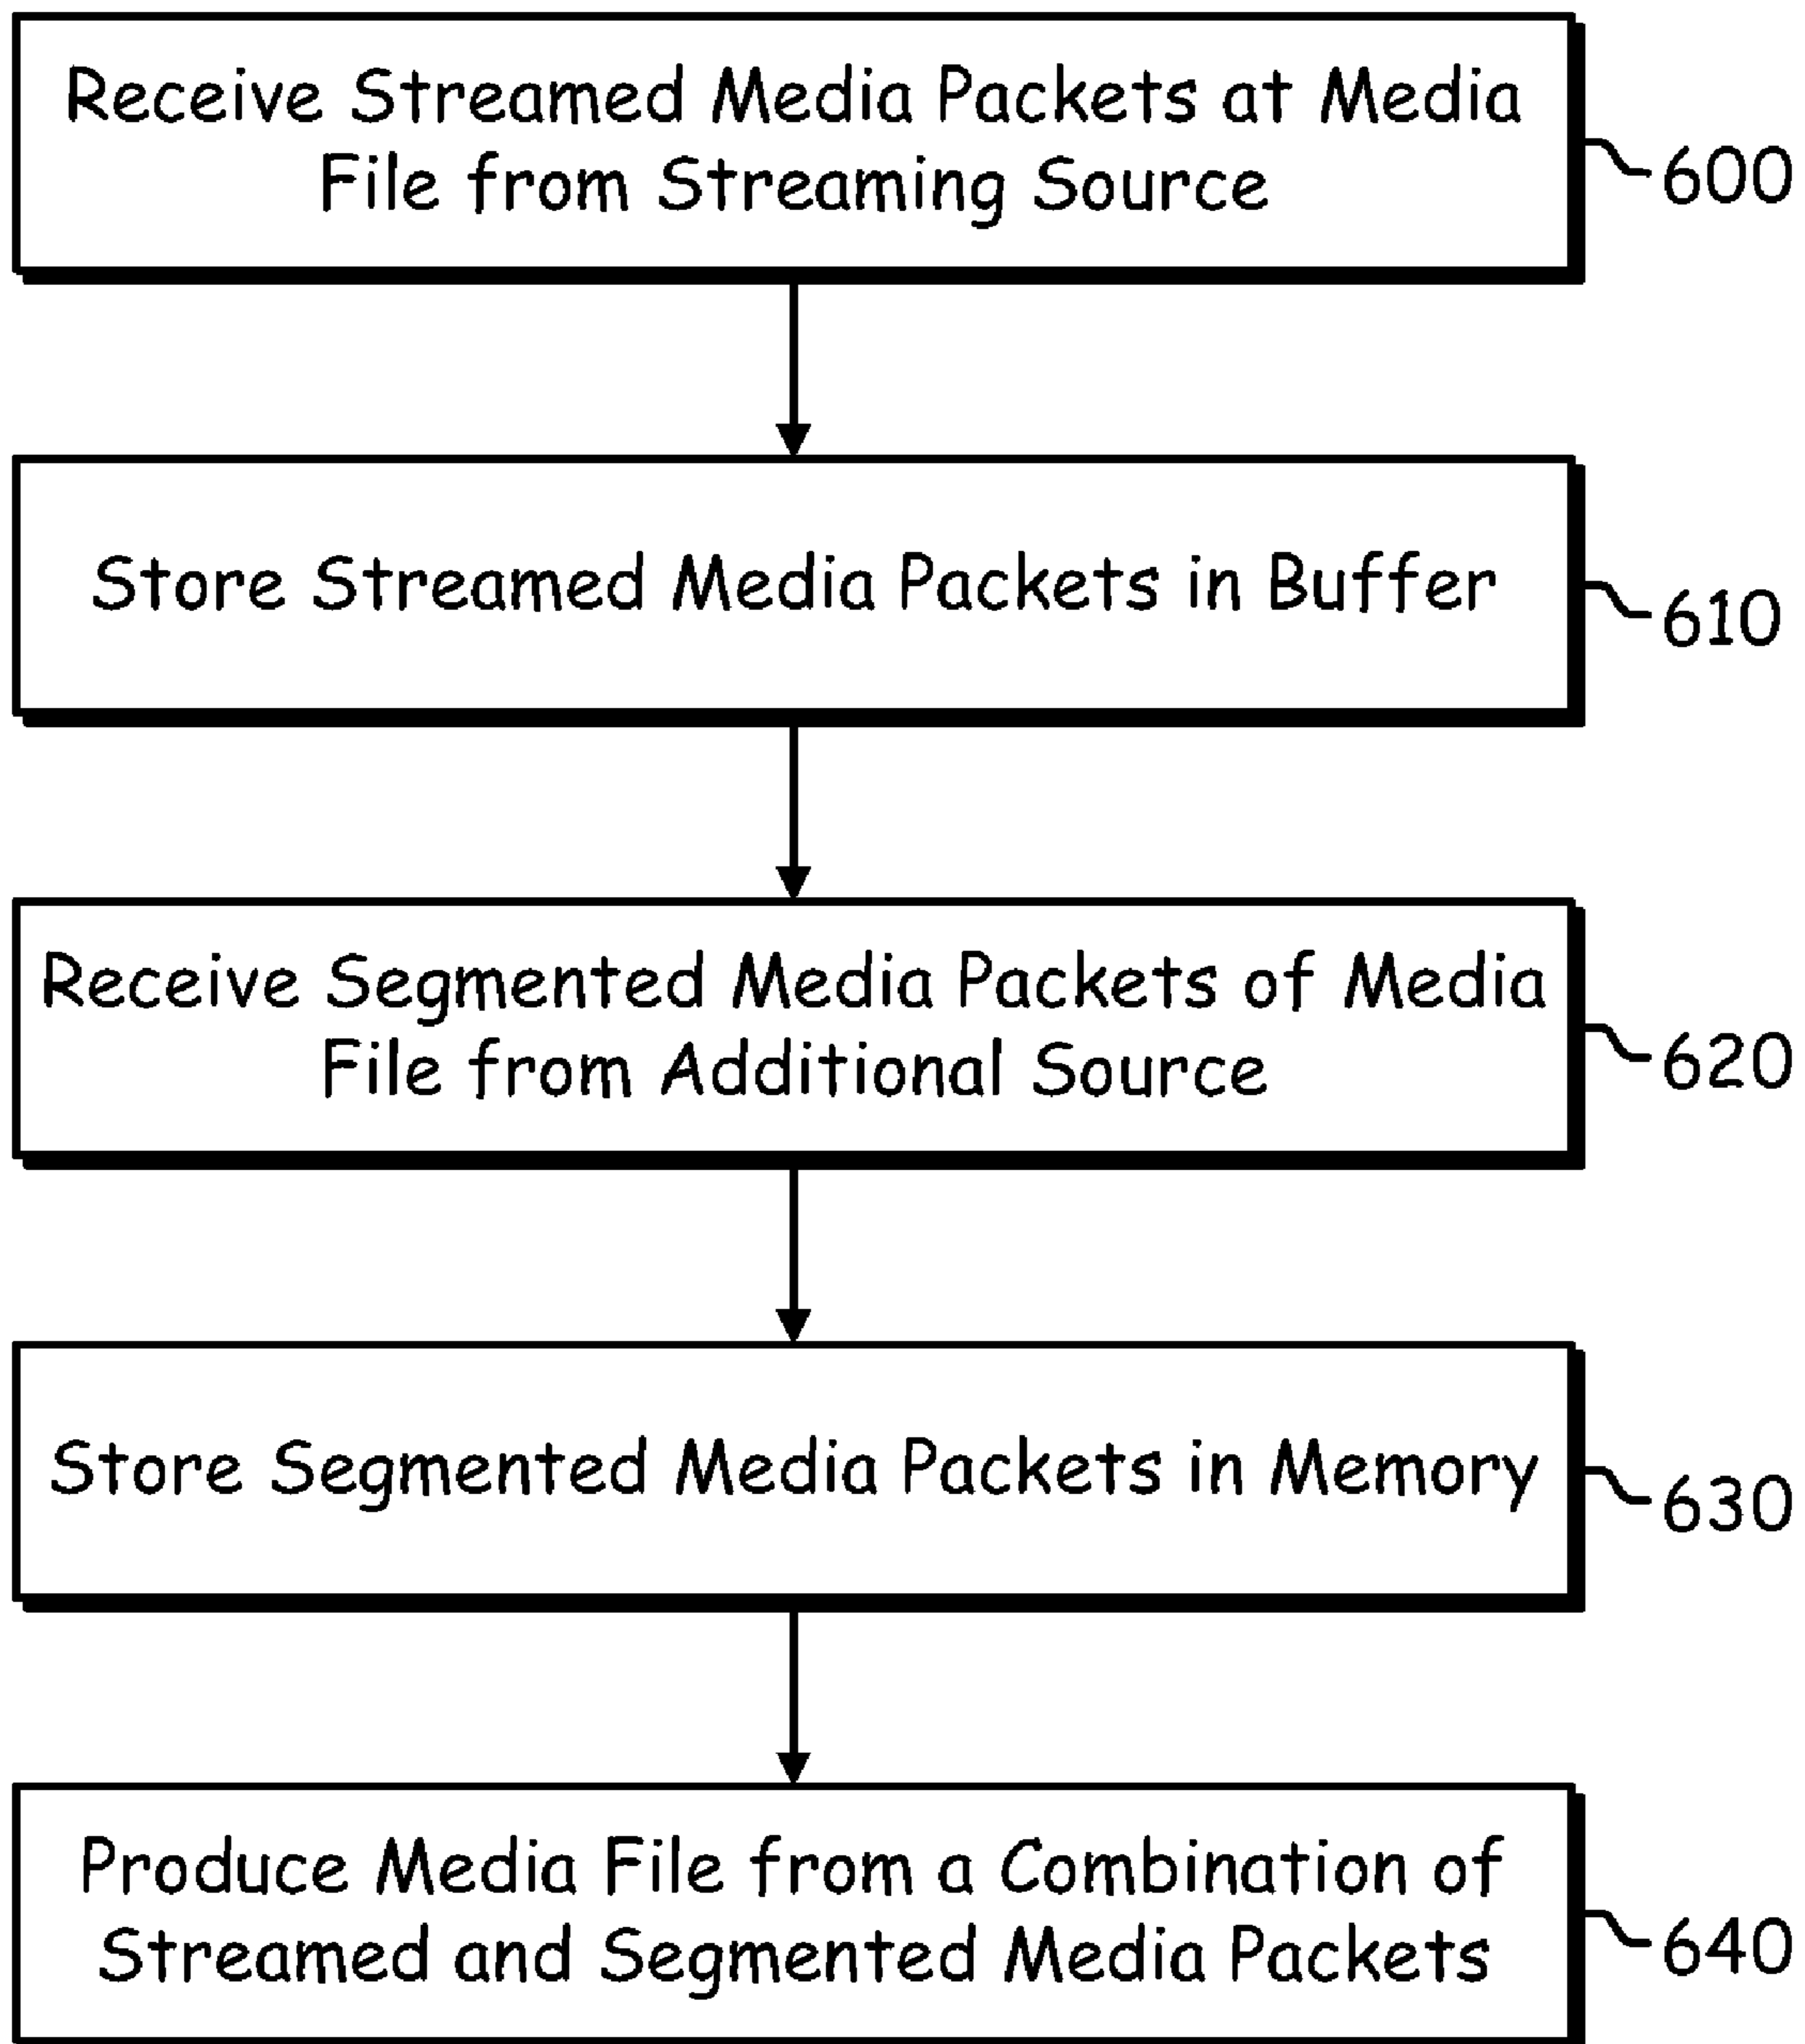 Receive Streamed Media Packets at Media
File from Streaming Source
600
Store Streamed Media Packets in Buffer
610
Receive Segmented Media Packets of Media
File from Additional Source
620
Store Segmented Media Packets in Memory
630
Produce Media File from a Combination of
Streamed and Segmented Media Packets
640